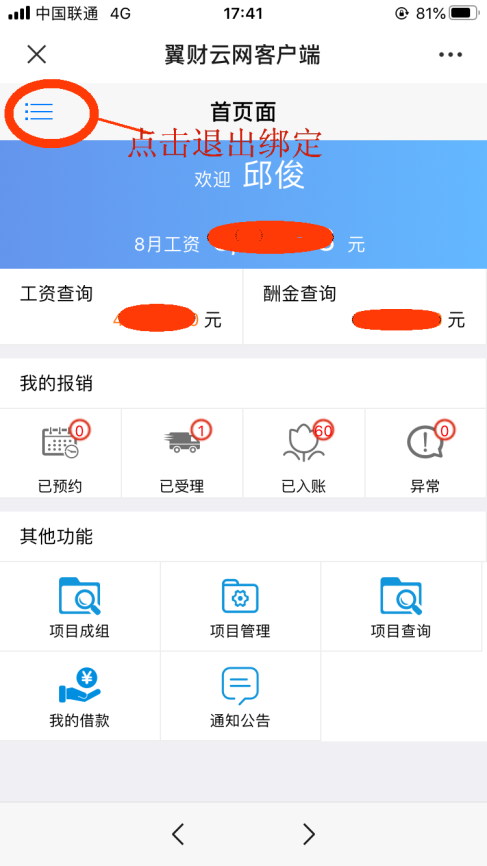 中国联通 4G 17:41 81%
翼财云网客户端
首页面
点击退出绑定
欢迎 邱俊
8月工资 元
工资查询 酬金查询
元 元
我的报销
0 1 60 0
已预约 已受理 已入账 异常
其他功能
项目成组 项目管理 项目查询
¥
我的借款 通知公告